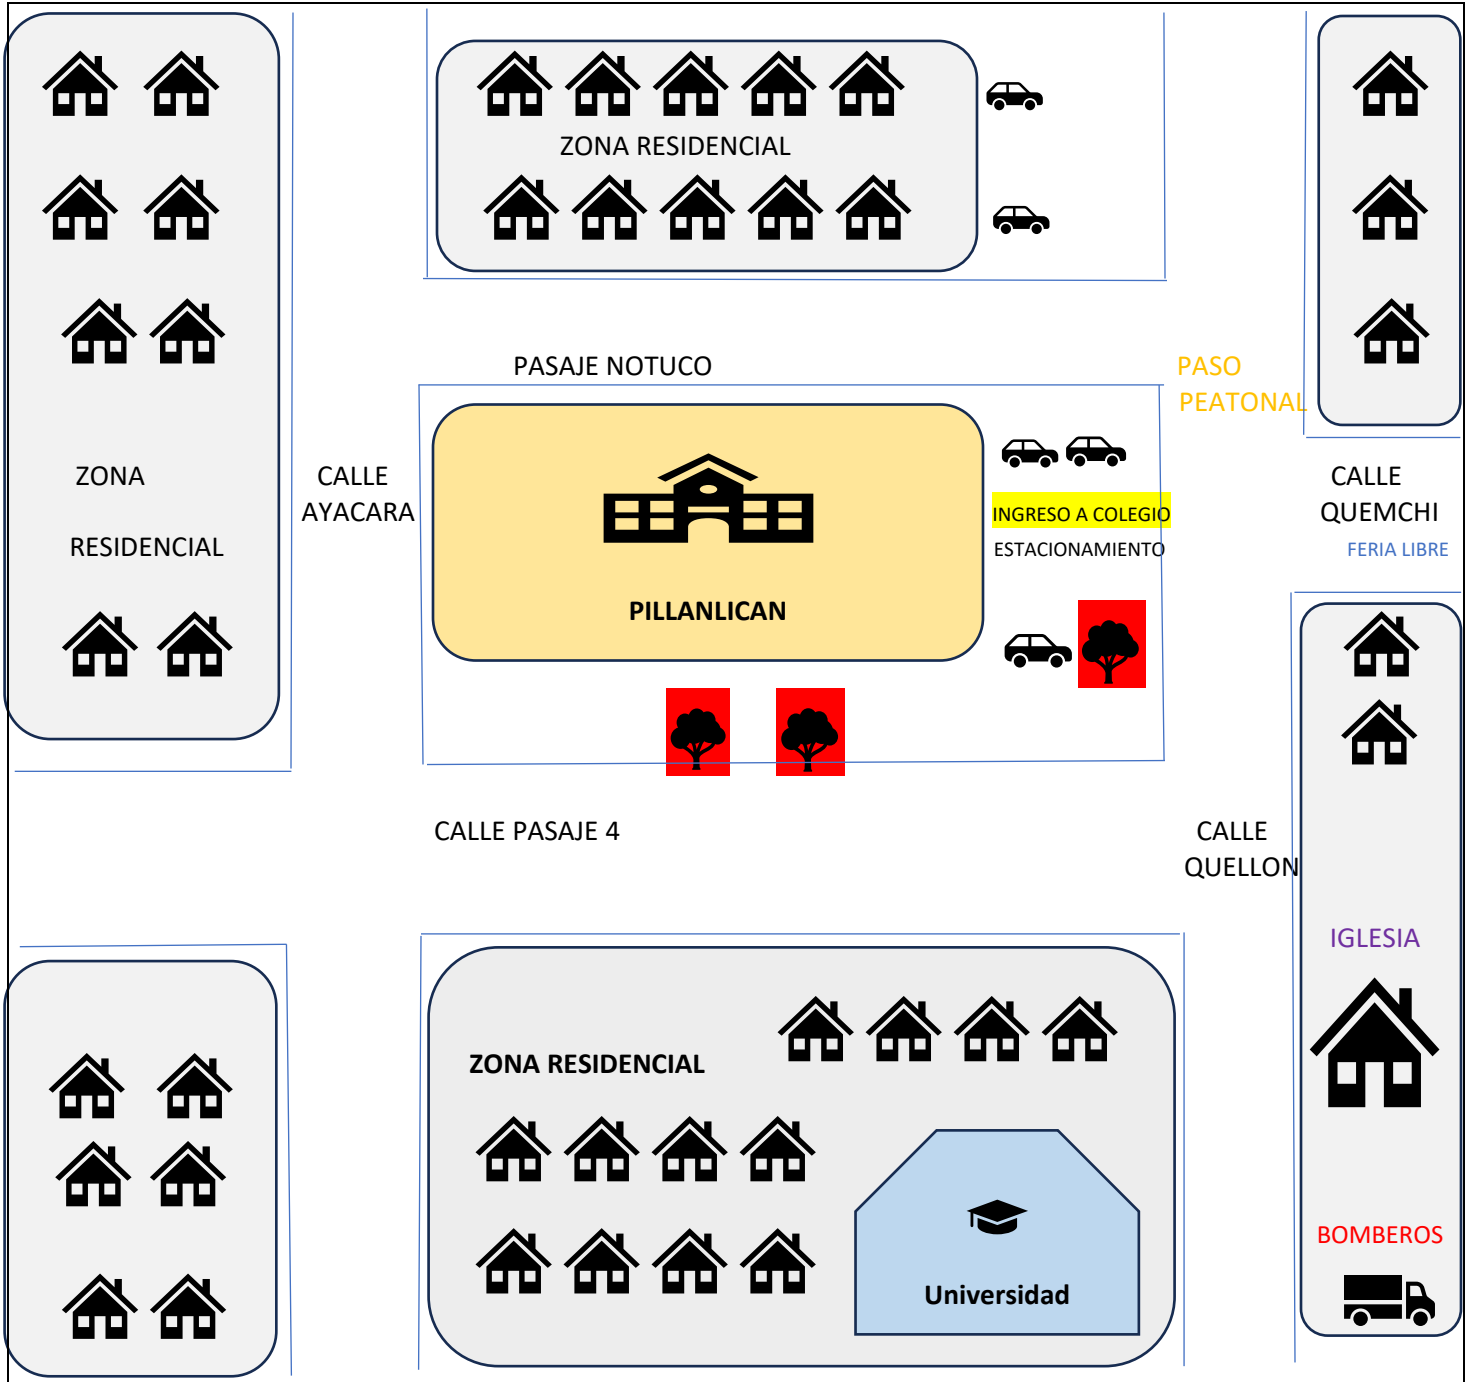 ZONA RESIDENCIAL
PASAJE NOTUCO
PASO
PEATONAL
ZONA
RESIDENCIAL
CALLE
AYACARA
PILLANLICAN
INGRESO A COLEGIO
ESTACIONAMIENTO
CALLE
QUEMCHI
FERIA LIBRE
CALLE PASAJE 4
CALLE
QUELLON
IGLESIA
ZONA RESIDENCIAL
Universidad
BOMBEROS